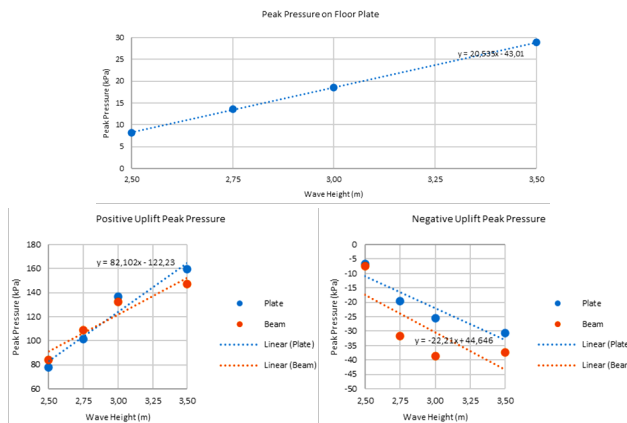 Peak Pressure on Floor Plate
30
25
20
15
10
5
0
Peak Pressure (kPa)
y = 20,535x - 43,01
2,50 2,75 3,00 3,25 3,50
Wave Height (m)
Positive Uplift Peak Pressure
180
160
140
120
100
80
60
Peak Pressure (kPa)
y = 82,102x - 122,23
2,50 2,75 3,00 3,50
Wave Height (m)
Plate
Beam
Linear (Plate)
Linear (Beam)
Negative Uplift Peak Pressure
0
-5
-10
-15
-20
-25
-30
-35
-40
-45
-50
Peak Pressure (kPa)
y = -22,21x + 44,646
2,50 2,75 3,00 3,50
Wave Height (m)
Plate
Beam
Linear (Plate
Linear (Beam